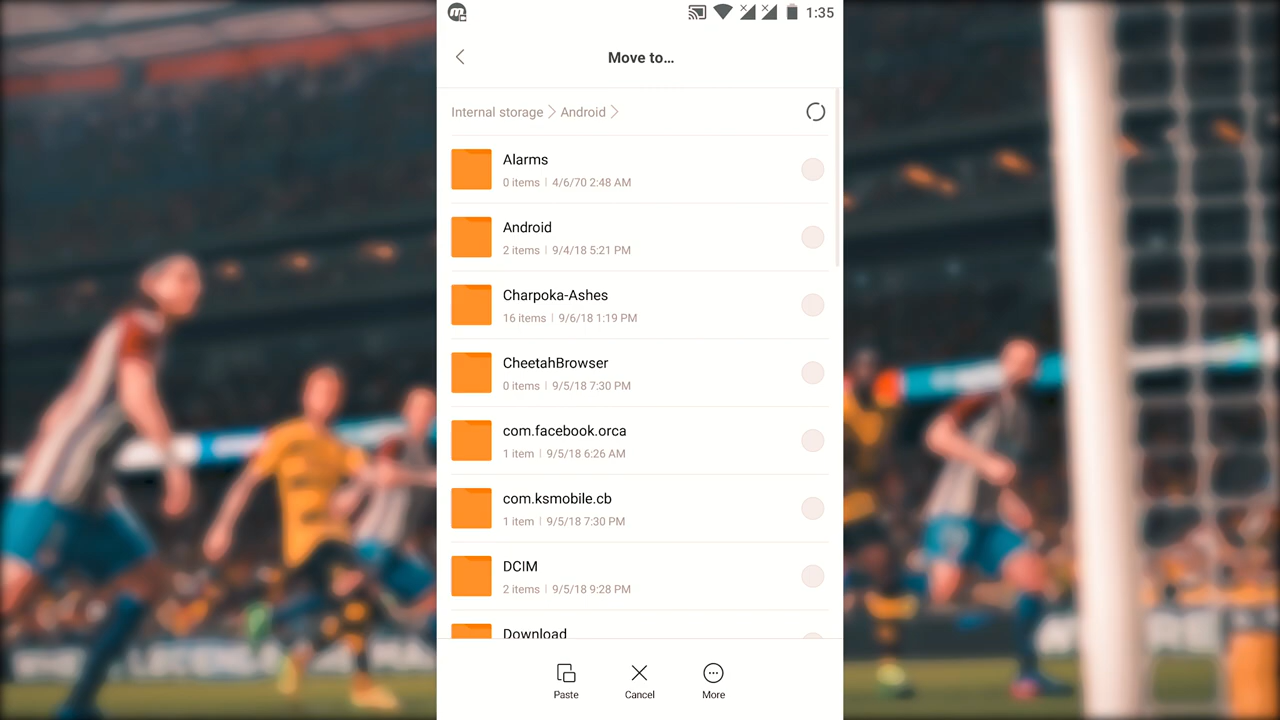 1:35
Move to…
Internal storage > Android >
Alarms
0 items | 4/6/70 2:48 AM
Android
2 items | 9/4/18 5:21 PM
Charpoka-Ashes
16 items | 9/6/18 1:19 PM
CheetahBrowser
0 items | 9/5/18 7:30 PM
com.facebook.orca
1 item | 9/5/18 6:26 AM
com.ksmobile.cb
1 item | 9/5/18 7:30 PM
DCIM
2 items | 9/5/18 9:28 PM
Download
Paste Cancel More